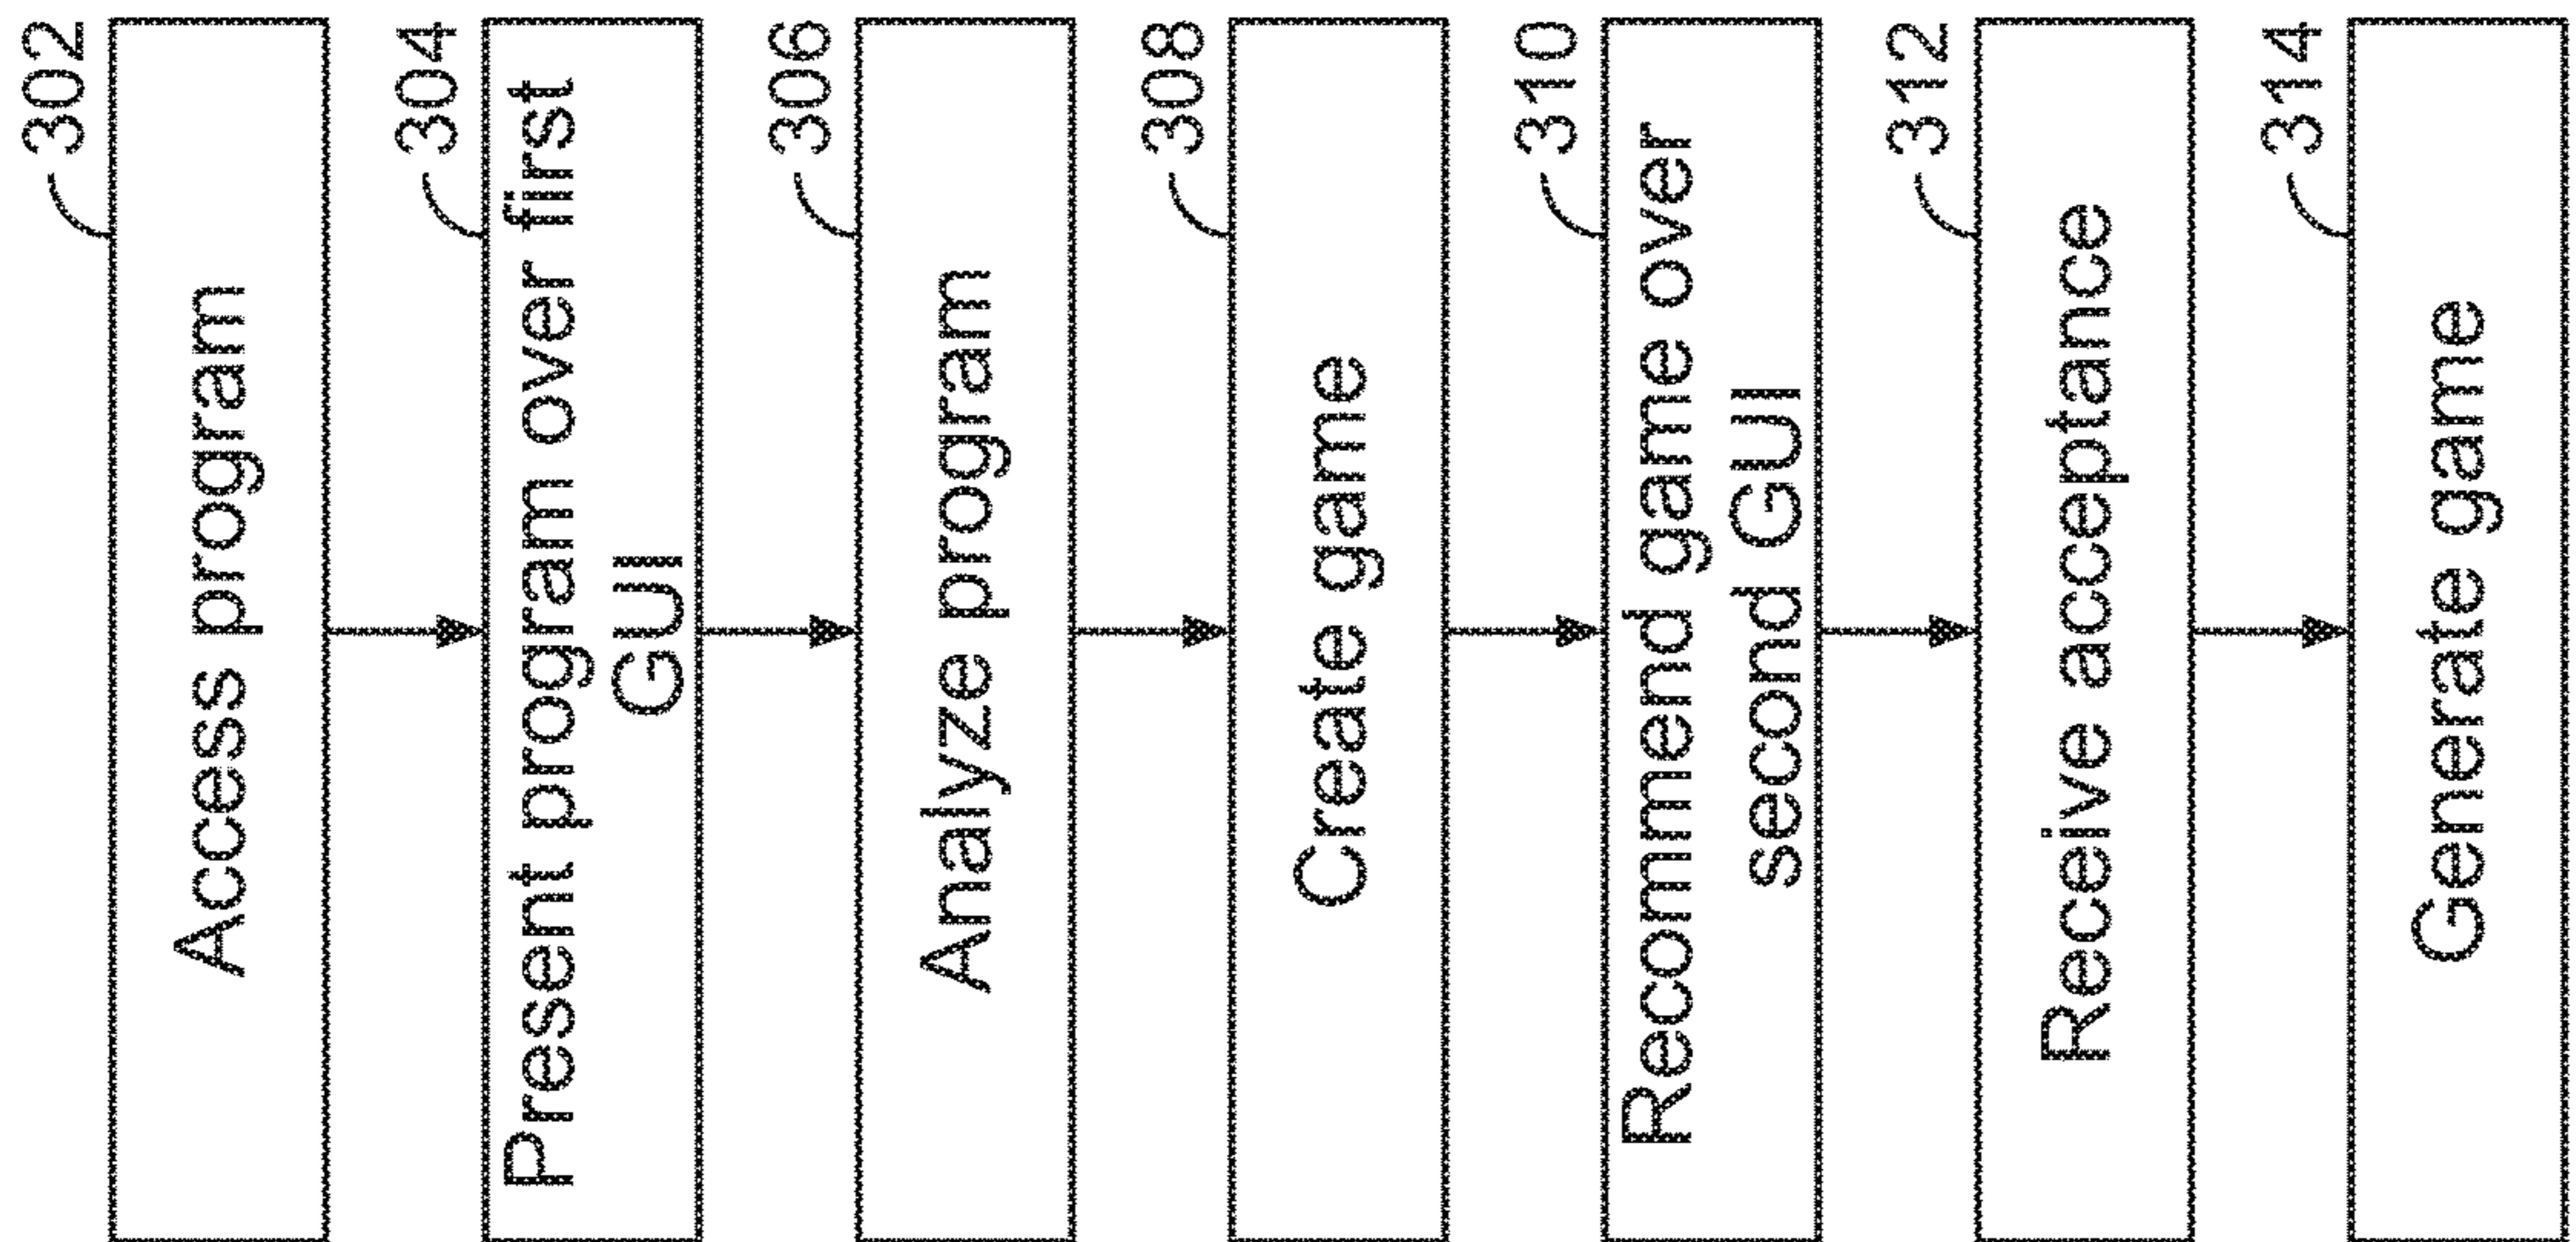 302
Access program
304
Present program over first
GUI
306
Analyze program
308
Create game
310
Recommend game over
second GUI
312
Receive acceptance
314
Generate game